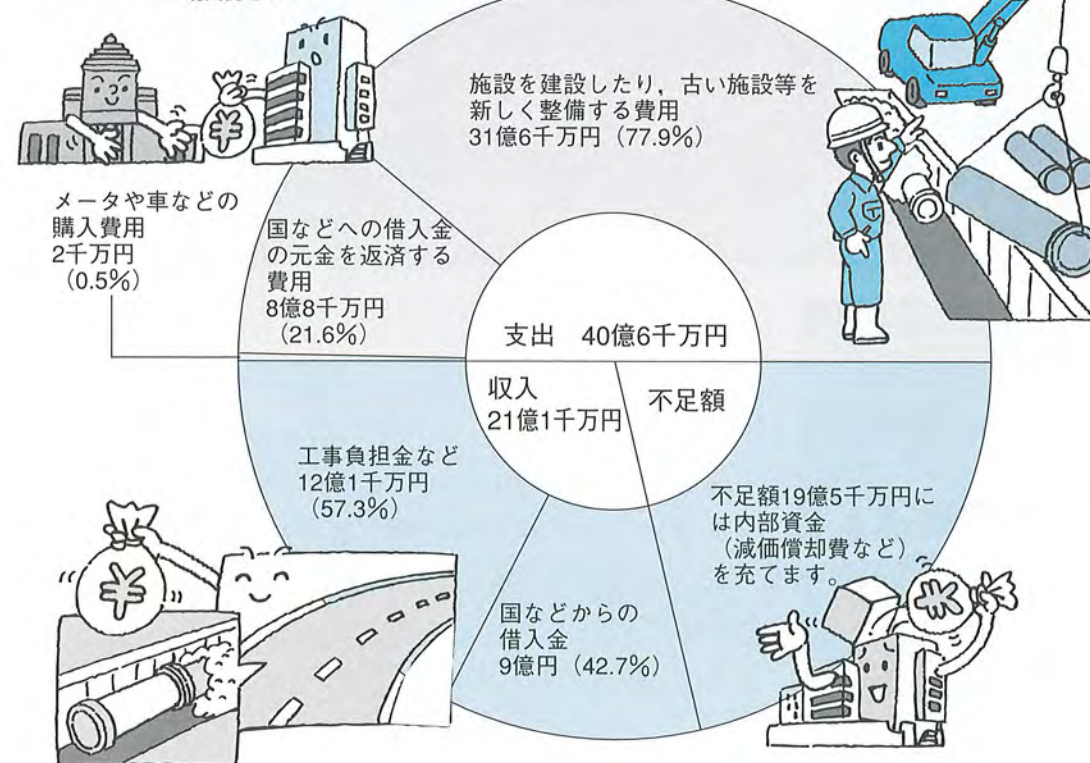 施設を建設したり，古い施設等を
新しく整備する費用
31億6千万円（77.9％）
メータや車などの
購入費用
2千万円
（0.5％）
国などへの借入金
の元金を返済する
費用
8億8千万円
（21.6％）
支出　40億6千万円
収入
21億1千万円
不足額
工事負担金など
12億1千万円
（57.3％）
国などからの
借入金
9億円（42.7％）
不足額19億5千万円に
は内部資金
（減価償却費など）
を充てます。
¥
¥
¥